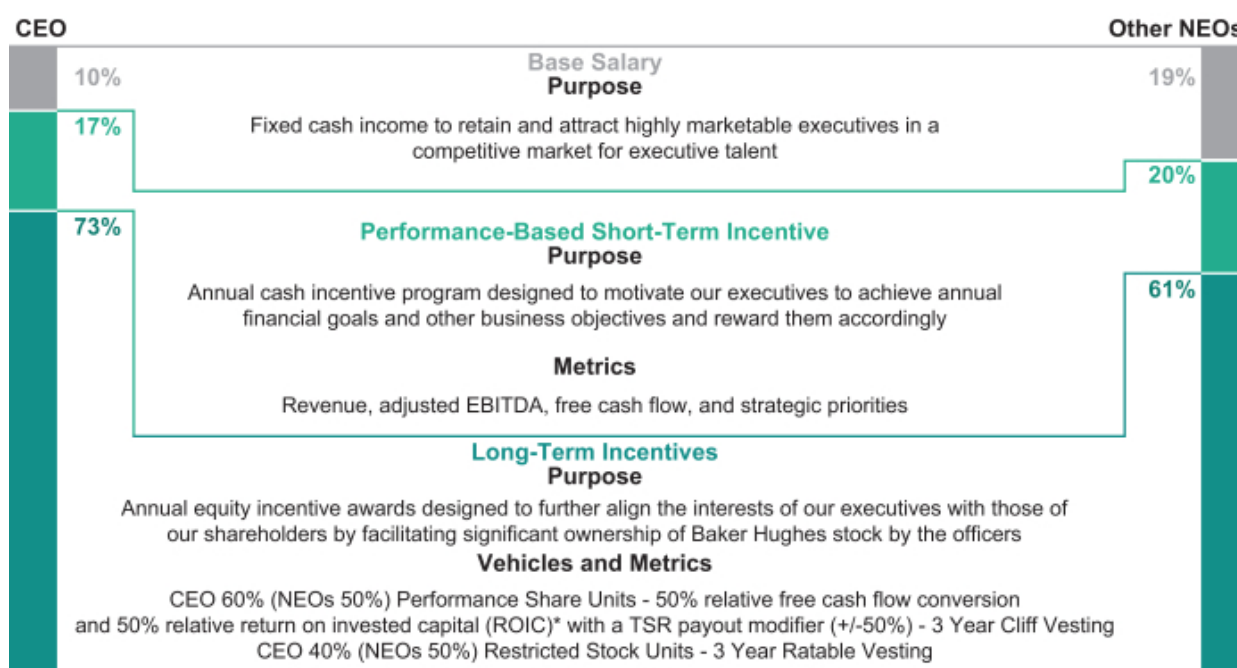 CEO
Other NEOs
10%
Base Salary
19%
Purpose
17%
Fixed cash income to retain and attract highly marketable executives in a
competitive market for executive talent
20%
73%
Performance-Based Short-Term Incentive
Purpose
61%
Annual cash incentive program designed to motivate our executives to achieve annual
financial goals and other business objectives and reward them accordingly
Metrics
Revenue, adjusted EBITDA, free cash flow, and strategic priorities
Long-Term Incentives
Purpose
Annual equity incentive awards designed to further align the interests of our executives with those of
our shareholders by facilitating significant ownership of Baker Hughes stock by the officers
Vehicles and Metrics
CEO 60% (NEOs 50%) Performance Share Units - 50% relative free cash flow conversion
and 50% relative return on invested capital (ROIC)* with a TSR payout modifier (+/-50%) - 3 Year Cliff Vesting
CEO 40% (NEOs 50%) Restricted Stock Units - 3 Year Ratable Vesting